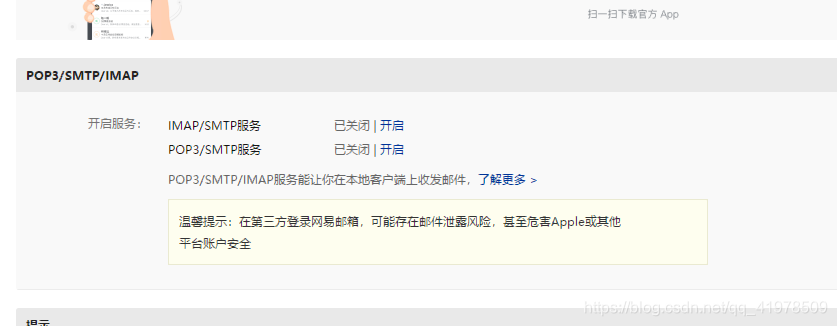 扫一扫下载官方 App
POP3/SMTP/IMAP
开启服务：
IMAP/SMTP服务 已关闭 | 开启
POP3/SMTP服务 已关闭 | 开启
POP3/SMTP/IMAP服务能让你在本地客户端上收发邮件，了解更多 >
温馨提示：在第三方登录网易邮箱，可能存在邮件泄露风险，甚至危害Apple或其他
平台账户安全
https://blog.csdn.net/qq_41978509
提示